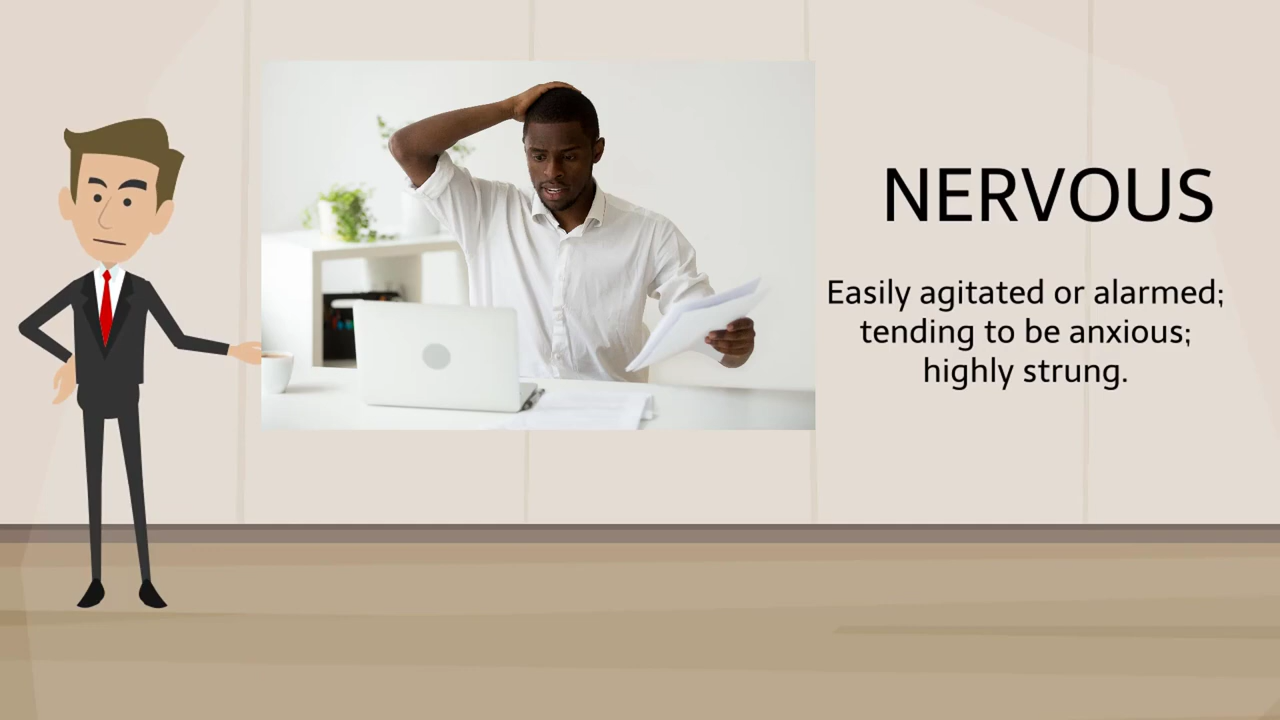 NERVOUS
Easily agitated or alarmed;
tending to be anxious;
highly strung.